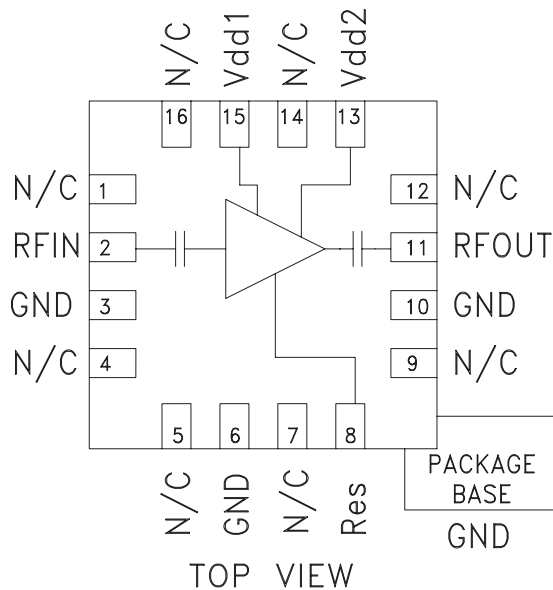 N/C
Vdd1
N/C
Vdd2
16
15
14
13
N/C
1
12
N/C
RFIN
2
11
RFOUT
GND
3
10
GND
N/C
4
9
N/C
5
6
7
8
N/C
GND
N/C
Res
PACKAGE
BASE
GND
TOP VIEW